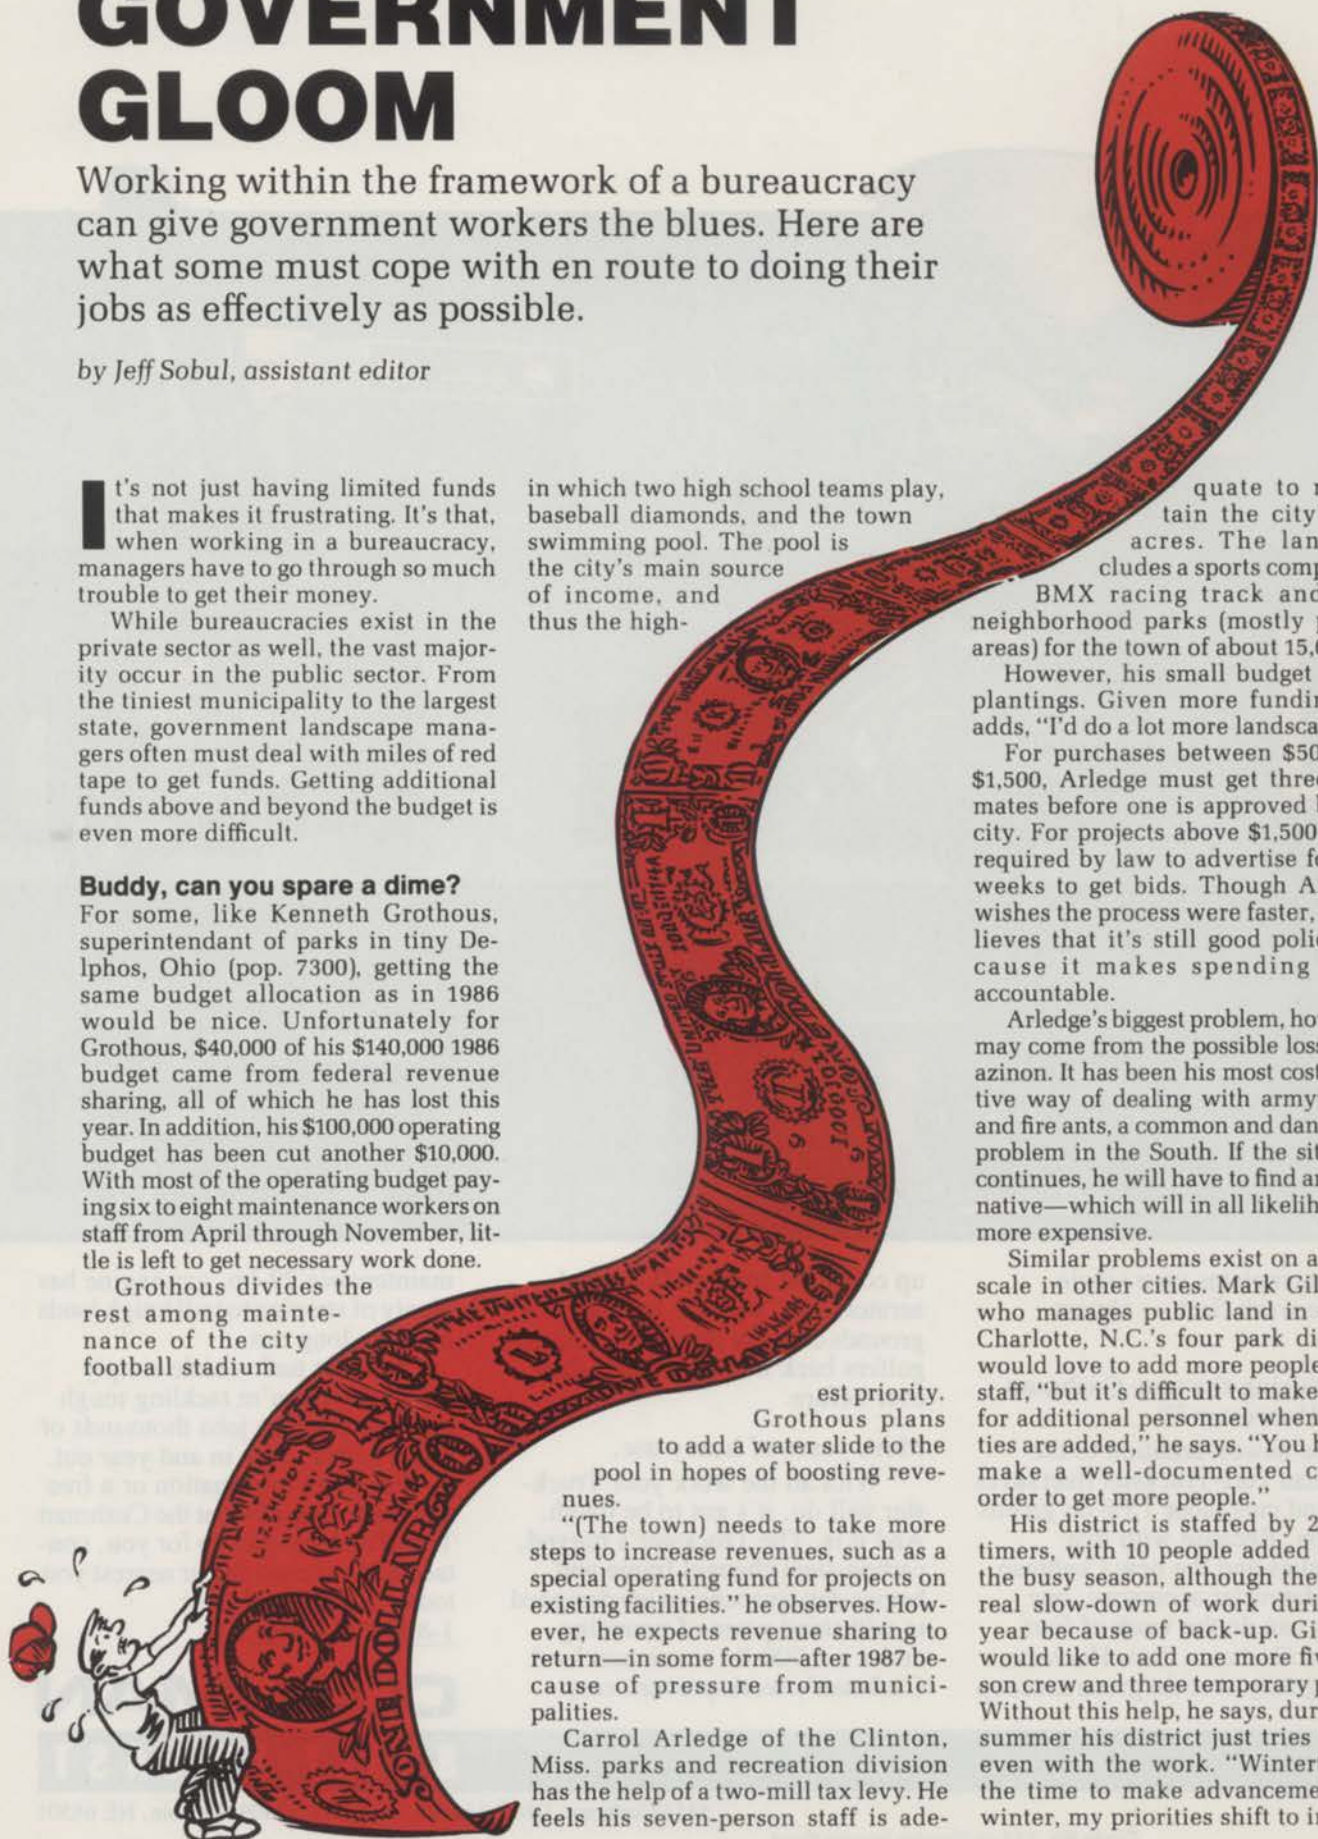 GOVERNMENT
GLOOM
Working within the framework of a bureaucracy
can give government workers the blues. Here are
what some must cope with en route to doing their
jobs as effectively as possible.
by Jeff Sobul, assistant editor
It's not just having limited funds
that makes it frustrating. It's that,
when working in a bureaucracy,
managers have to go through so much
trouble to get their money.
While bureaucracies exist in the
private sector as well, the vast major-
ity occur in the public sector. From
the tiniest municipality to the largest
state, government landscape mana-
gers often must deal with miles of red
tape to get funds. Getting additional
funds above and beyond the budget is
even more difficult.
Buddy, can you spare a dime?
For some, like Kenneth Grothous,
superintendant of parks in tiny De-
lphos, Ohio (pop. 7300), getting the
same budget allocation as in 1986
would be nice. Unfortunately for
Grothous, $40,000 of his $140,000 1986
budget came from federal revenue
sharing, all of which he has lost this
year. In addition, his $100,000 operating
budget has been cut another $10,000.
With most of the operating budget pay-
ing six to eight maintenance workers on
staff from April through November, lit-
tle is left to get necessary work done.
Grothous divides the
rest among mainte-
nance of the city
football stadium
in which two high school teams play,
baseball diamonds, and the town
swimming pool. The pool is
the city's main source
of income, and
thus the high-
est priority.
Grothous plans
to add a water slide to the
pool in hopes of boosting reve-
nues.
"(The town) needs to take more
steps to increase revenues, such as a
special operating fund for projects on
existing facilities." he observes. How-
ever, he expects revenue sharing to
return—in some form—after 1987 be-
cause of pressure from munici-
palities.
Carrol Arledge of the Clinton,
Miss. parks and recreation division
has the help of a two-mill tax levy. He
feels his seven-person staff is ade-
quate to
tain the city
acres. The lan
cludes a sports comp
BMX racing track and
neighborhood parks (mostly
areas) for the town of about 15,
However, his small budget
plantings. Given more fundin
adds, "I'd do a lot more landsca
For purchases between $50
$1,500, Arledge must get three
mates before one is approved
city. For projects above $1,500
required by law to advertise fo
weeks to get bids. Though A
wishes the process were faster,
lieves that it's still good polic
cause it makes spending
accountable.
Arledge's biggest problem, ho
may come from the possible loss
azinon. It has been his most cost
tive way of dealing with army
and fire ants, a common and dan
problem in the South. If the sit
continues, he will have to find a
native—which will in all likelih
more expensive.
Similar problems exist on a
scale in other cities. Mark Gil
who manages public land in
Charlotte, N.C.'s four park di
would love to add more people
staff, "but it's difficult to make
for additional personnel when
ties are added," he says. "You h
make a well-documented c
order to get more people."
His district is staffed by 2
timers, with 10 people added
the busy season, although the
real slow-down of work duri
year because of back-up. Gi
would like to add one more fi
son crew and three temporary p
Without this help, he says, dur
summer his district just tries
even with the work. "Winter
the time to make advanceme
winter, my priorities shift to i
ONE DOLLAR